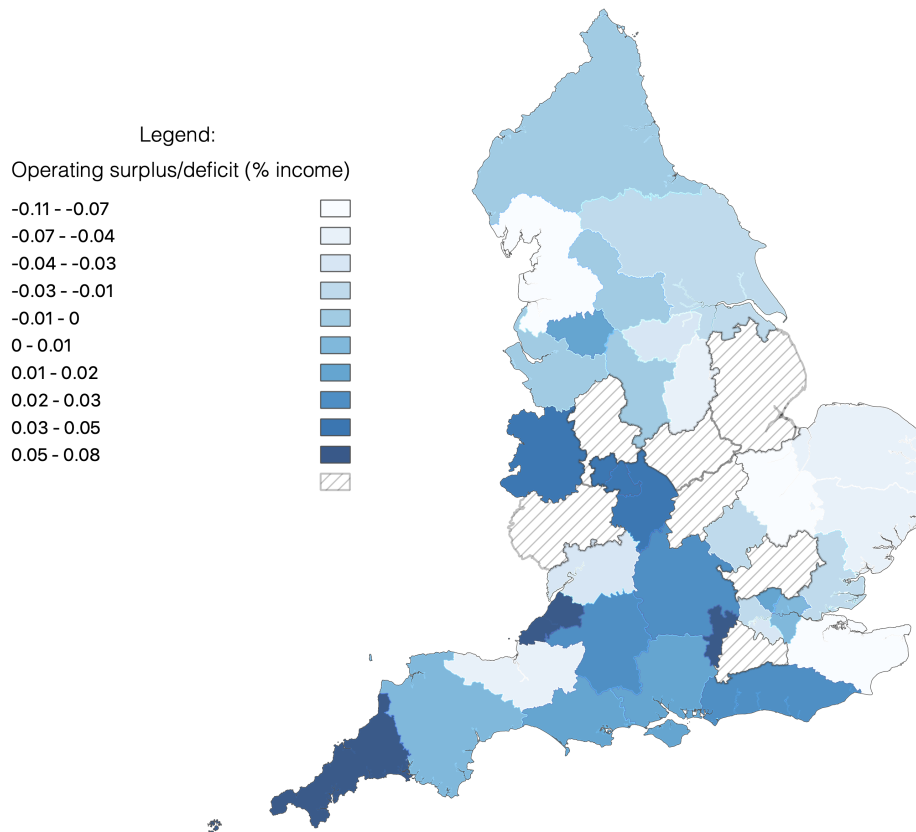 Legend:
Operating surplus/deficit (% income)
-0.11 - -0.07
-0.07 - -0.04
-0.04 - -0.03
-0.03 - -0.01
-0.01 - 0
0 - 0.01
0.01 - 0.02
0.02 - 0.03
0.03 - 0.05
0.05 - 0.08